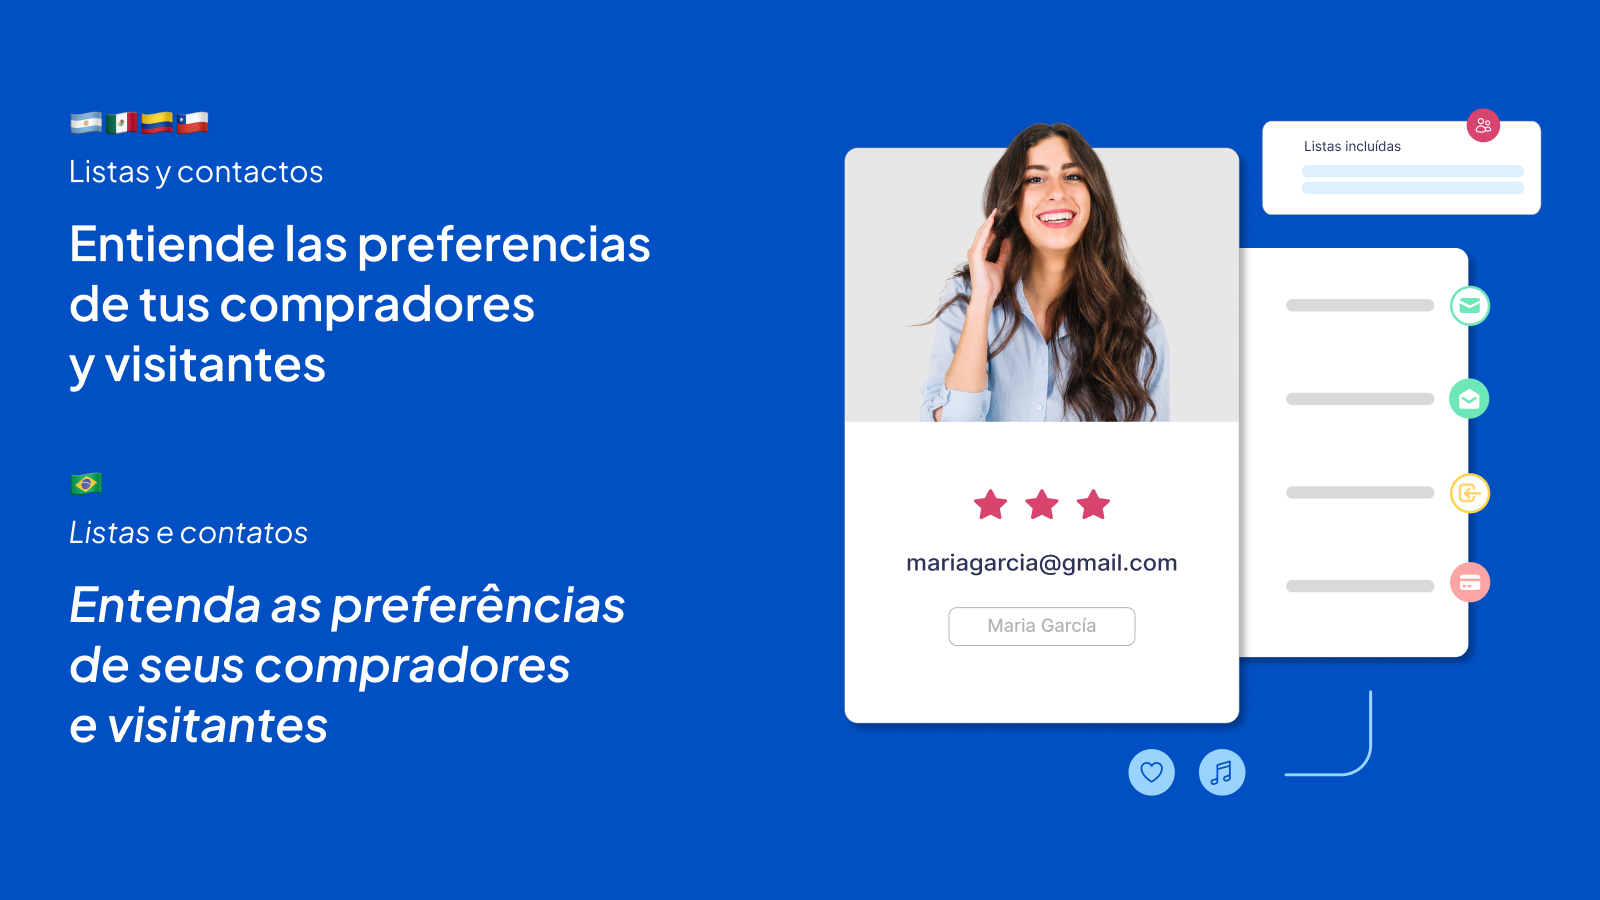 Listas y contactos
Entiende las preferencias
de tus compradores
y visitantes
Listas e contatos
Entenda as preferências
de seus compradores
e visitantes
Listas incluídas
mariagarcia@gmail.com
Maria García